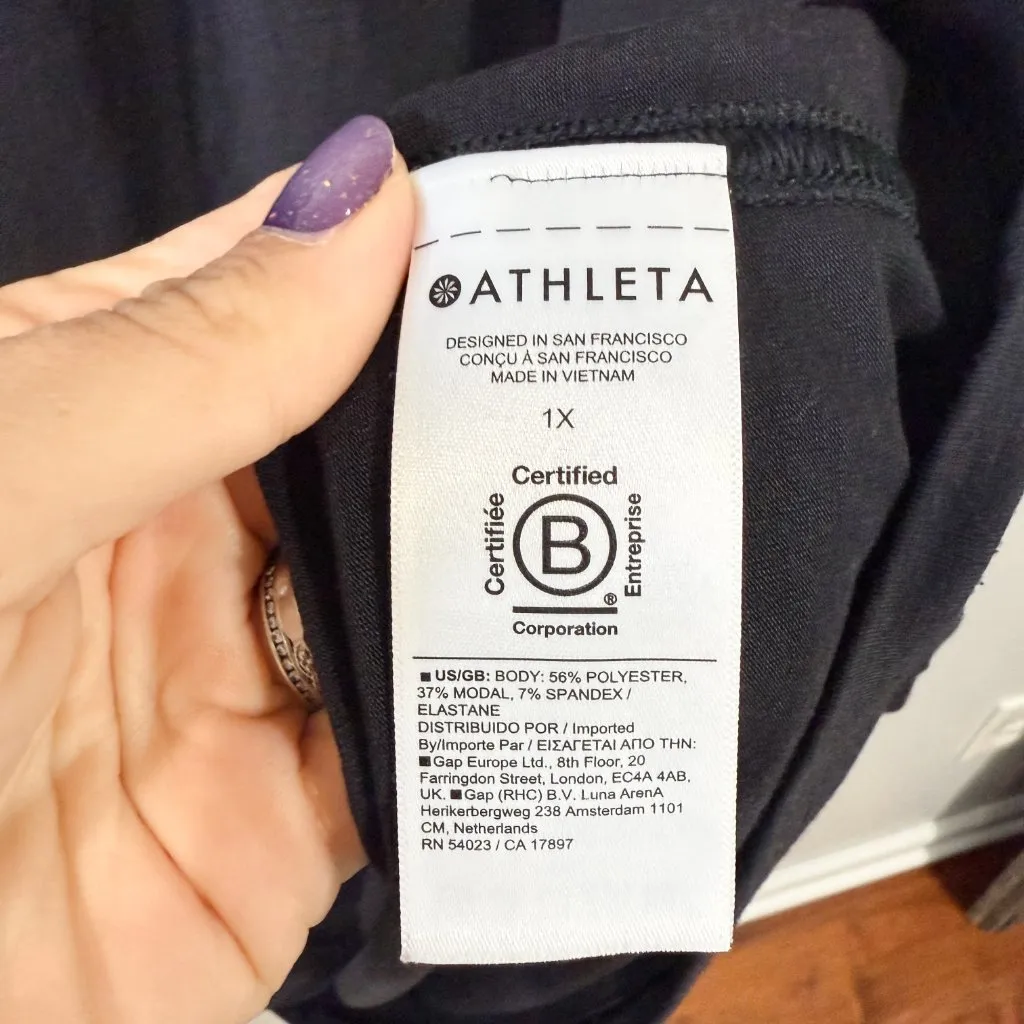 ATHLETA
DESIGNED IN SAN FRANCISCO
CONÇU À SAN FRANCISCO
MADE IN VIETNAM
1X
Certified
Certifiée
B
Entreprise
®
Corporation
US/GB: BODY: 56% POLYESTER,
37% MODAL, 7% SPANDEX /
ELASTANE
DISTRIBUIDO POR / Imported
By/Importe Par / ΕΙΣΑΓΕΤΑΙ ΑΠΟ ΤΗΝ:
Gap Europe Ltd., 8th Floor, 20
Farringdon Street, London, EC4A 4AB,
UK. Gap (RHC) B.V. Luna ArenA
Herikerbergweg 238 Amsterdam 1101
CM, Netherlands
RN 54023 / CA 17897